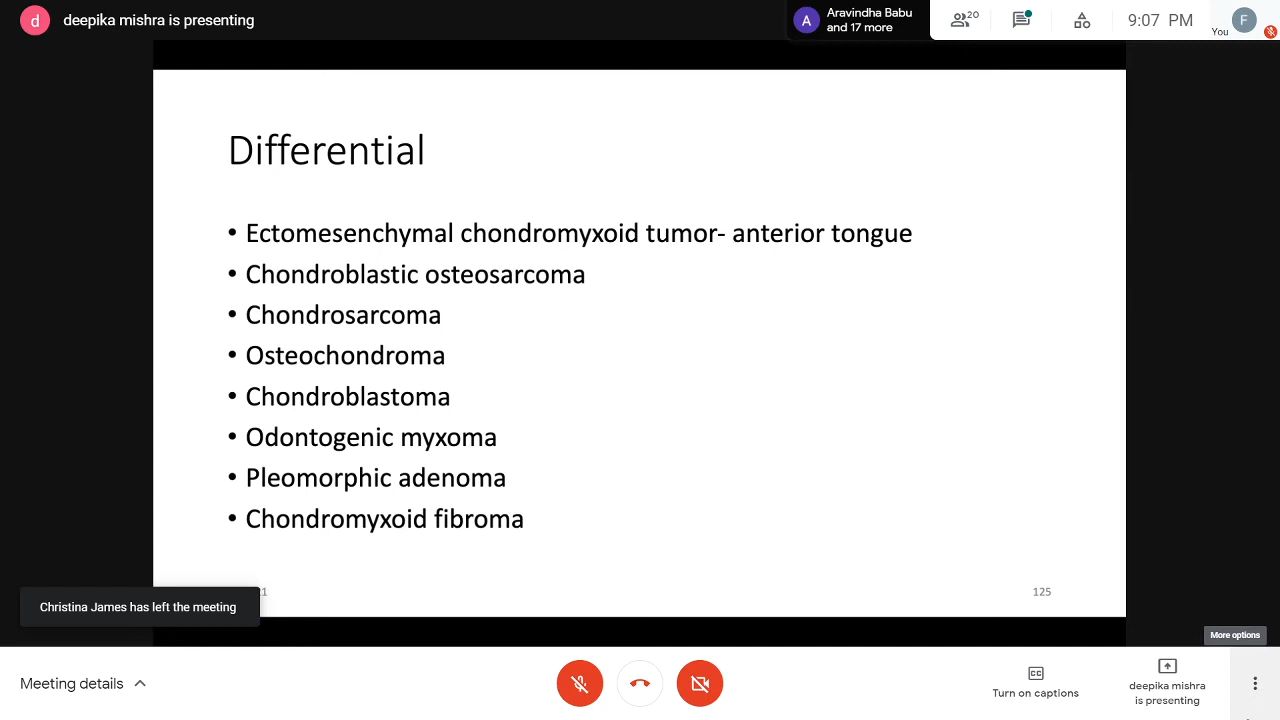 d deepika mishra is presenting
A Aravindha Babu
and 17 more
20
9:07 PM
You
F
Differential
• Ectomesenchymal chondromyxoid tumor- anterior tongue
• Chondroblastic osteosarcoma
• Chondrosarcoma
• Osteochondroma
• Chondroblastoma
• Odontogenic myxoma
• Pleomorphic adenoma
• Chondromyxoid fibroma
125
Christina James has left the meeting
More options
Meeting details
CC
Turn on captions
deepika mishra
is presenting